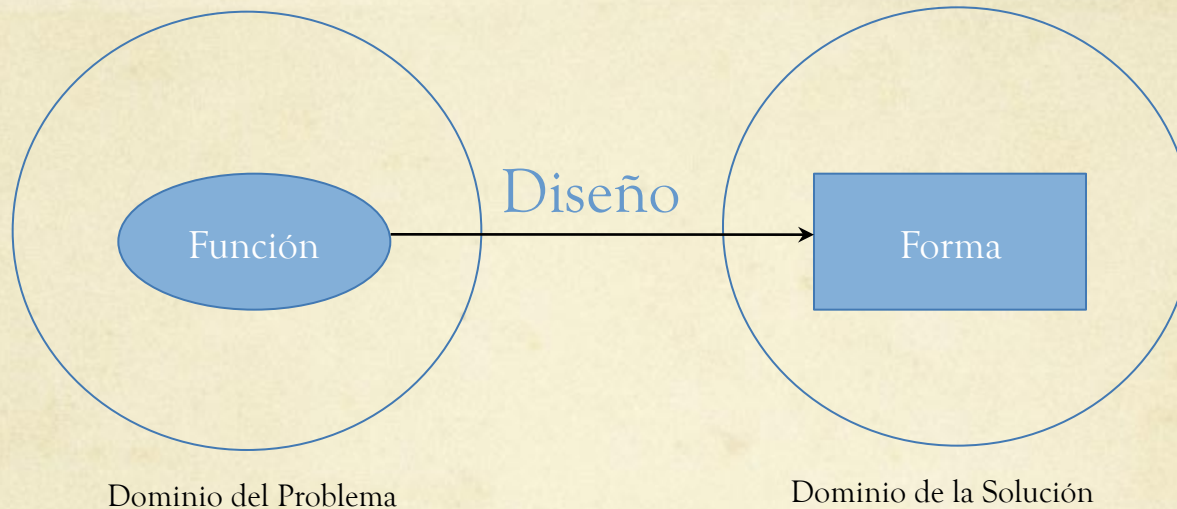 Diseño
Función
Forma
Dominio del Problema
Dominio de la Solución